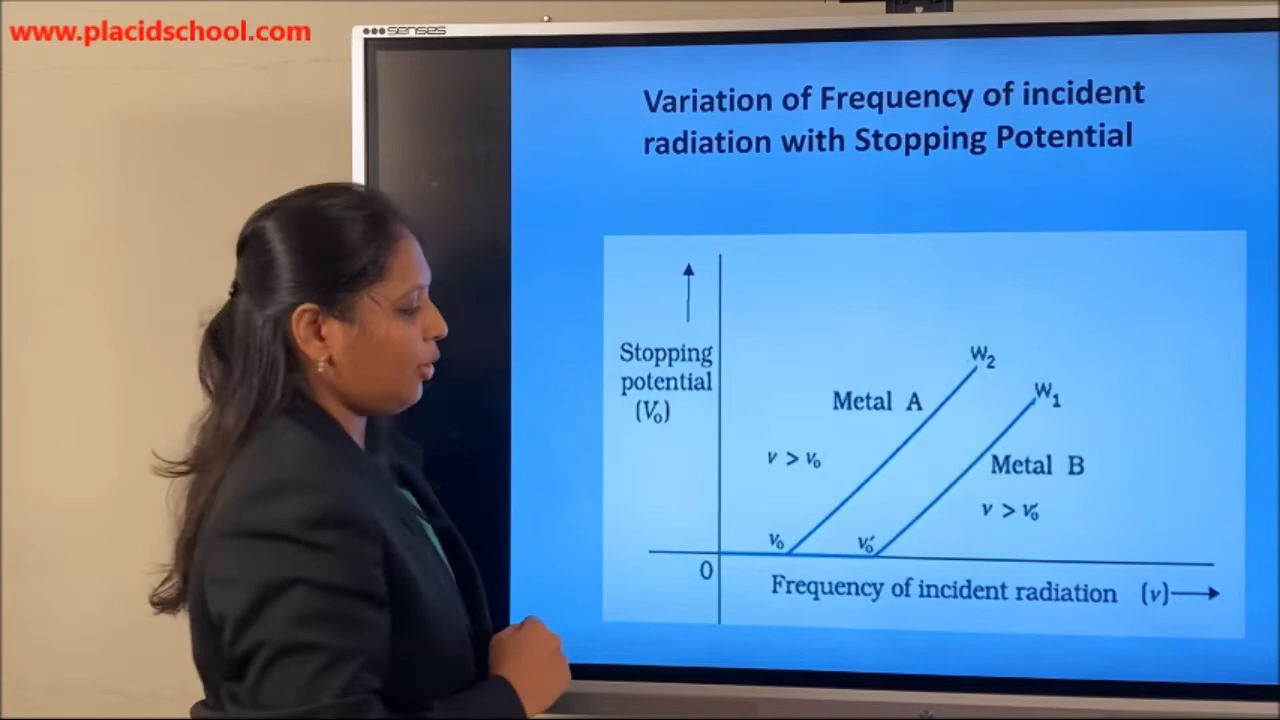 www.placidschool.com
senses
Variation of Frequency of incident
radiation with Stopping Potential
Stopping
potential
(V₀)
W₂
Metal A
W₁
ν > ν₀
Metal B
ν > ν₀′
ν₀
ν₀′
0
Frequency of incident radiation (ν)